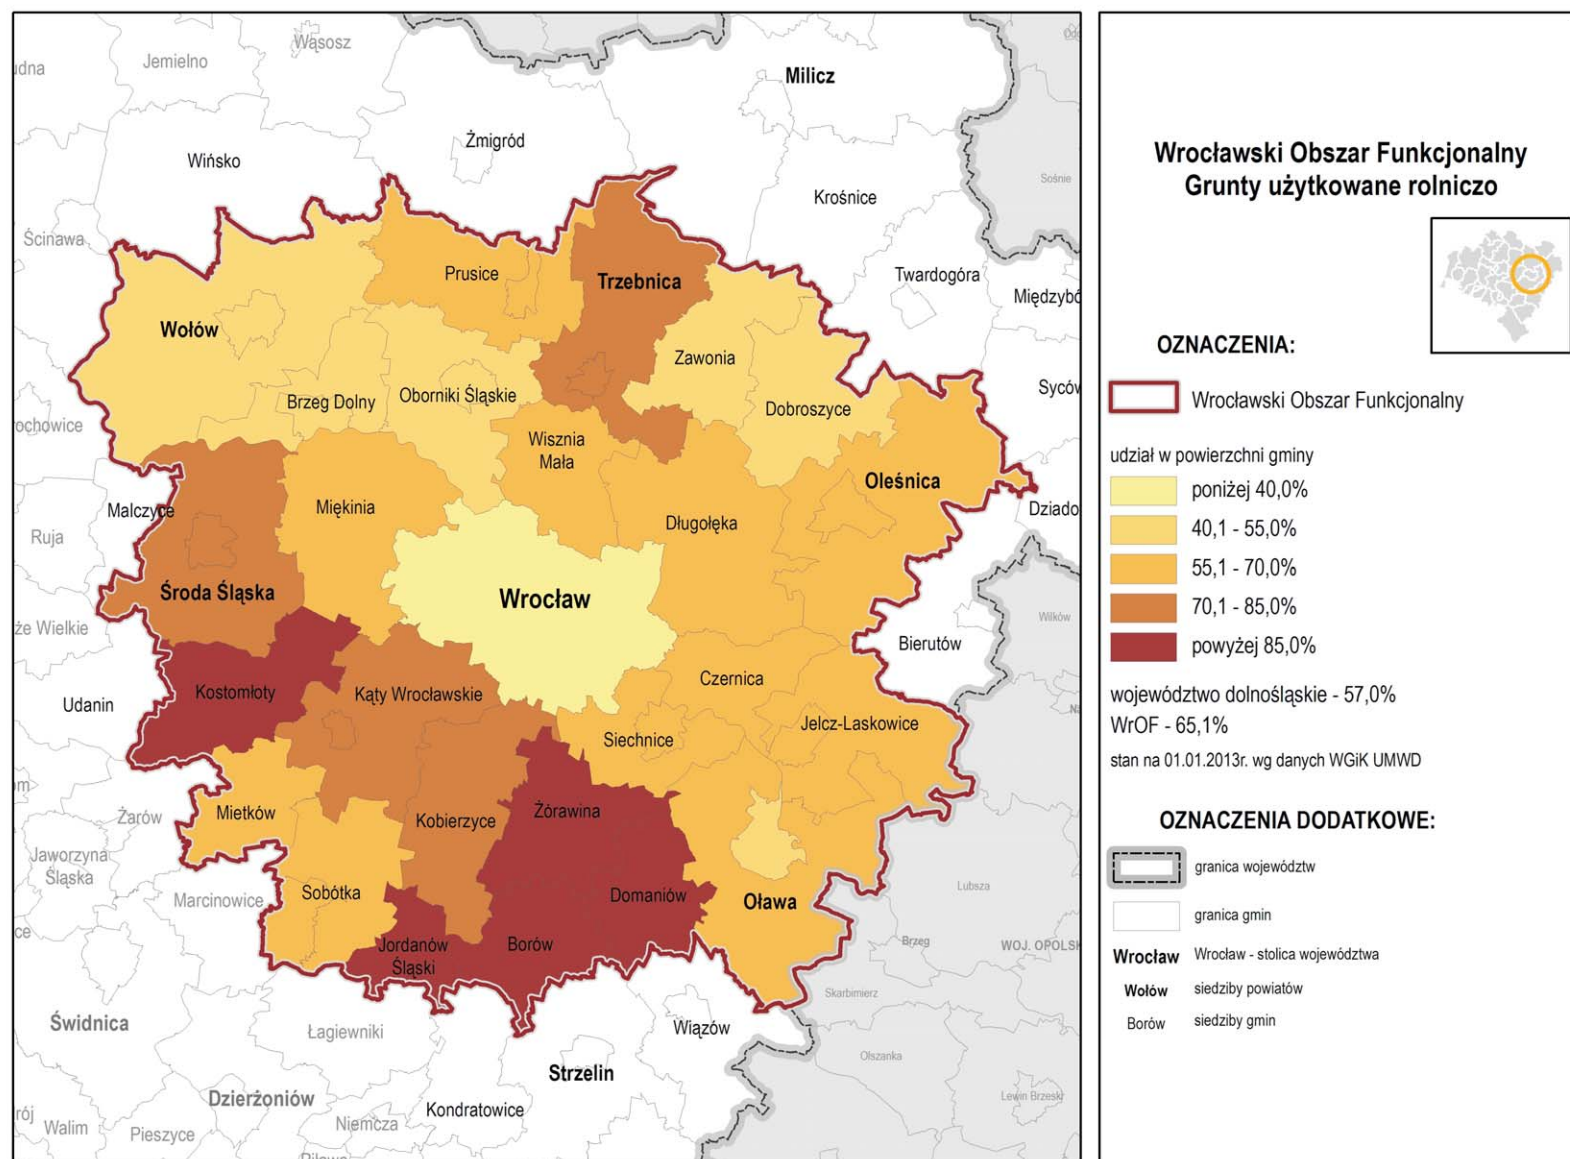 Wąsosz
Jemielno
Milicz
Żmigród
Wińsko
Sośnie
Krośnice
Ścinawa
Prusice
Trzebnica
Twardogóra
Wołów
Zawonia
Syców
Brzeg Dolny
Oborniki Śląskie
Dobroszyce
Wisznia
Mała
Oleśnica
Malczyce
Miękinia
Długołęka
Ruja
Środa Śląska
Wrocław
Wilków
Bierutów
Czernica
Kostomłoty
Kąty Wrocławskie
Udanin
Jelcz-Laskowice
Siechnice
Żarów
Mietków
Kobierzyce
Żórawina
Jaworzyna
Śląska
Marcinowice
Sobótka
Domaniów
Oława
Lubsza
Jordanów
Śląski
Borów
Brzeg
WOJ. OPOLSK
Skarbimierz
Świdnica
Łagiewniki
Wiązów
Olszanka
Strzelin
Dzierżoniów
Kondratowice
Niemcza
Lewin Brzeski
Walim
Pieszyce
Wrocławski Obszar Funkcjonalny
Grunty użytkowane rolniczo
OZNACZENIA:
Wrocławski Obszar Funkcjonalny
udział w powierzchni gminy
poniżej 40,0%
40,1 - 55,0%
55,1 - 70,0%
70,1 - 85,0%
powyżej 85,0%
województwo dolnośląskie - 57,0%
WrOF - 65,1%
stan na 01.01.2013r. wg danych WGiK UMWD
OZNACZENIA DODATKOWE:
granica województw
granica gmin
Wrocław Wrocław - stolica województwa
Wołów siedziby powiatów
Borów siedziby gmin